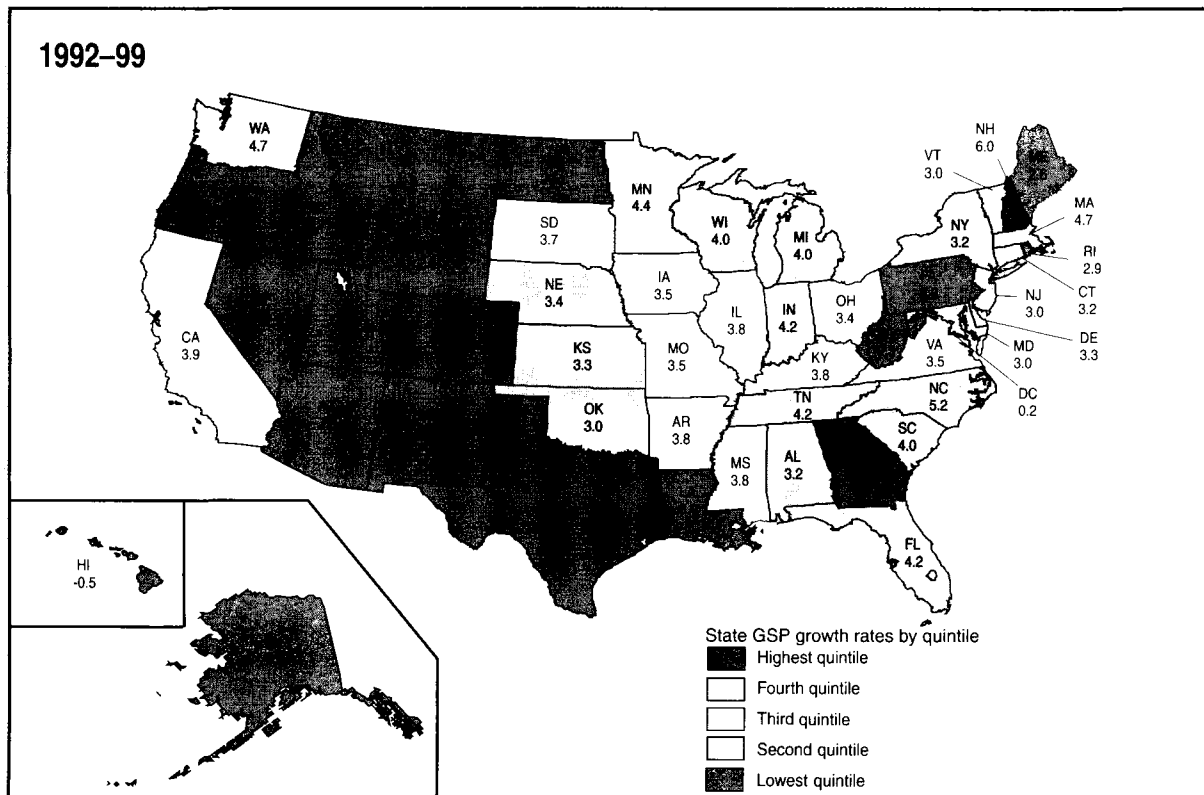 1992–99
WA
4.7
CA
3.9
SD
3.7
NE
3.4
KS
3.3
OK
3.0
MN
4.4
IA
3.5
MO
3.5
AR
3.8
WI
4.0
IL
3.8
MI
4.0
IN
4.2
OH
3.4
KY
3.8
TN
4.2
MS
3.8
AL
3.2
FL
4.2
SC
4.0
NC
5.2
VA
3.5
NY
3.2
VT
3.0
NH
6.0
MA
4.7
RI
2.9
CT
3.2
NJ
3.0
DE
3.3
MD
3.0
DC
0.2
HI
-0.5
State GSP growth rates by quintile
Highest quintile
Fourth quintile
Third quintile
Second quintile
Lowest quintile